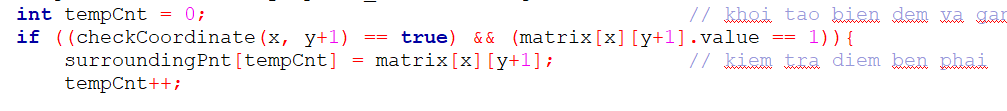 int tempCnt = 0; // khoi tao bien dem va gan
if ((checkCoordinate(x, y+1) == true) && (matrix[x][y+1].value == 1)){
surroundingPnt[tempCnt] = matrix[x][y+1]; // kiem tra diem ben phai
tempCnt++;